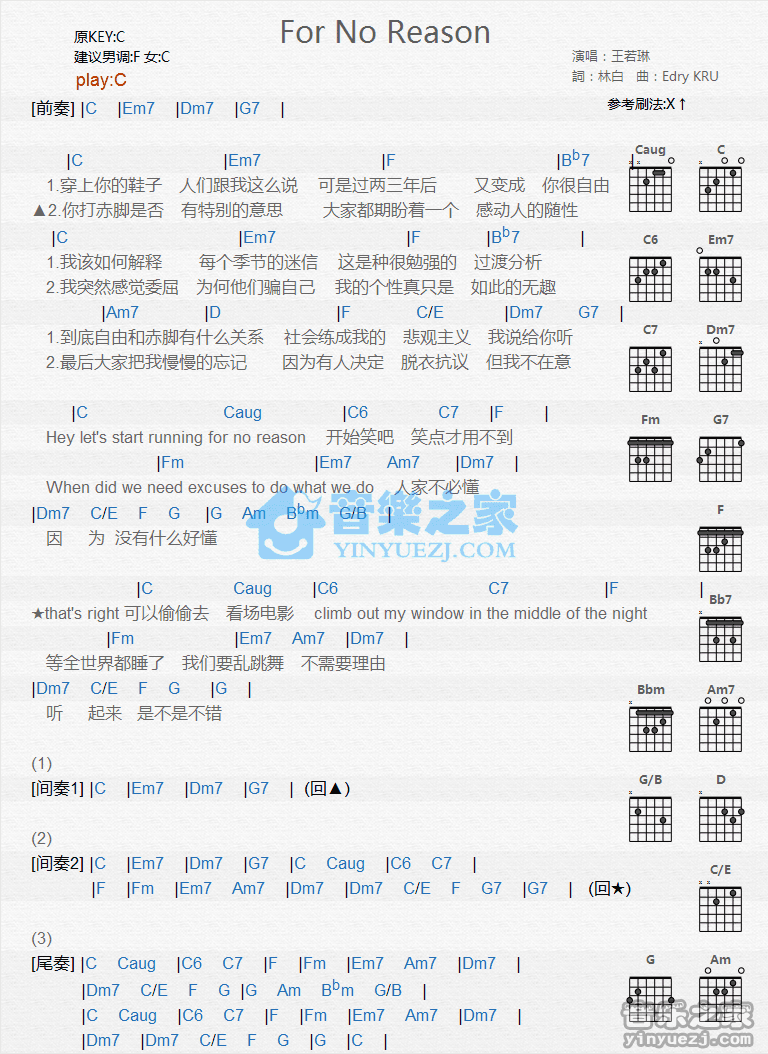 For No Reason
原KEY:C
建议男调:F 女:C
play:C
演唱：王若琳
詞：林白　曲：Edry KRU
参考刷法:X↑
[前奏] |C |Em7 |Dm7 |G7 |
|C |Em7 |F |Bb7 |
1.穿上你的鞋子 人们跟我这么说 可是过两三年后 又变成 你很自由
▲2.你打赤脚是否 有特别的意思 大家都期盼着一个 感动人的随性
|C |Em7 |F |Bb7 |
1.我该如何解释 每个季节的迷信 这是种很勉强的 过渡分析
2.我突然感觉委屈 为何他们骗自己 我的个性真只是 如此的无趣
|Am7 |D |F C/E |Dm7 G7 |
1.到底自由和赤脚有什么关系 社会练成我的 悲观主义 我说给你听
2.最后大家把我慢慢的忘记 因为有人决定 脱衣抗议 但我不在意
|C Caug |C6 C7 |F |
Hey let's start running for no reason 开始笑吧 笑点才用不到
|Fm |Em7 Am7 |Dm7 |
When did we need excuses to do what we do 人家不必懂
|Dm7 C/E F G |G Am Bbm G/B |
因 为 没有什么好懂
|C Caug |C6 C7 |F |
★that's right 可以偷偷去 看场电影 climb out my window in the middle of the night
|Fm |Em7 Am7 |Dm7 |
等全世界都睡了 我们要乱跳舞 不需要理由
|Dm7 C/E F G |G |
听 起来 是不是不错
(1)
[间奏1] |C |Em7 |Dm7 |G7 | (回▲)
(2)
[间奏2] |C |Em7 |Dm7 |G7 |C Caug |C6 C7 |
|F |Fm |Em7 Am7 |Dm7 |Dm7 C/E F G7 |G7 | (回★)
(3)
[尾奏] |C Caug |C6 C7 |F |Fm |Em7 Am7 |Dm7 |
|Dm7 C/E F G |G Am Bbm G/B |
|C Caug |C6 C7 |F |Fm |Em7 Am7 |Dm7 |
|Dm7 |Dm7 C/E F G |G |C |
Caug C
C6 Em7
C7 Dm7
Fm G7
F
Bb7
Bbm Am7
G/B D
C/E
G Am
音樂之家
YINYUEZJ.COM
音乐之家
yinyuezj.com